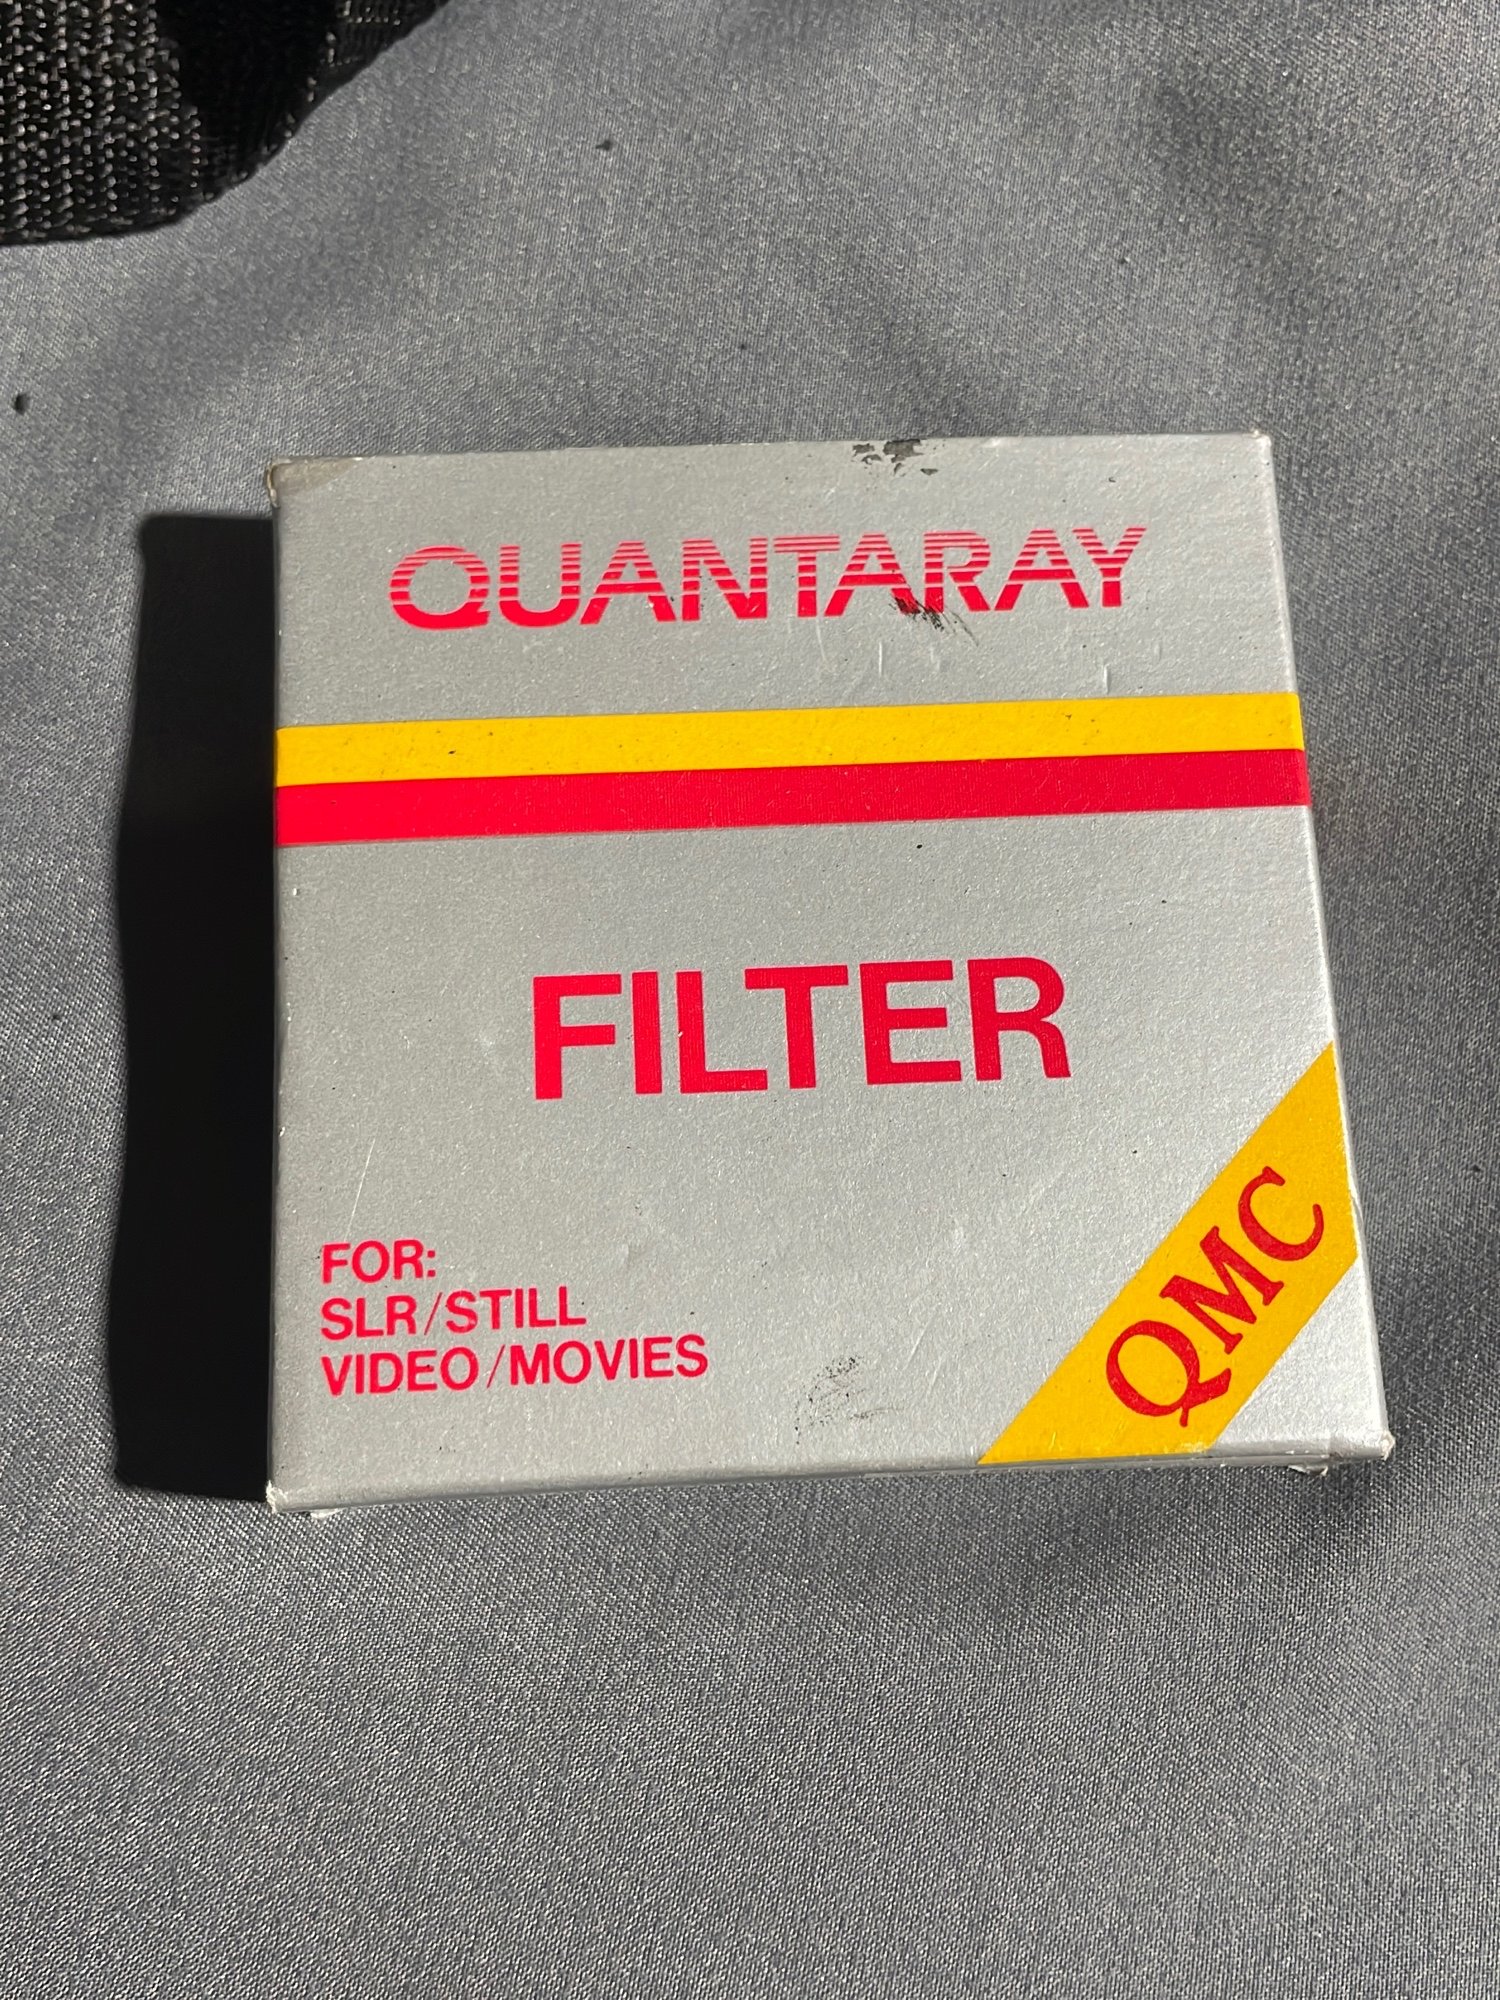 QUANTARAY
FILTER
FOR:
SLR/STILL
VIDEO/MOVIES
QMC